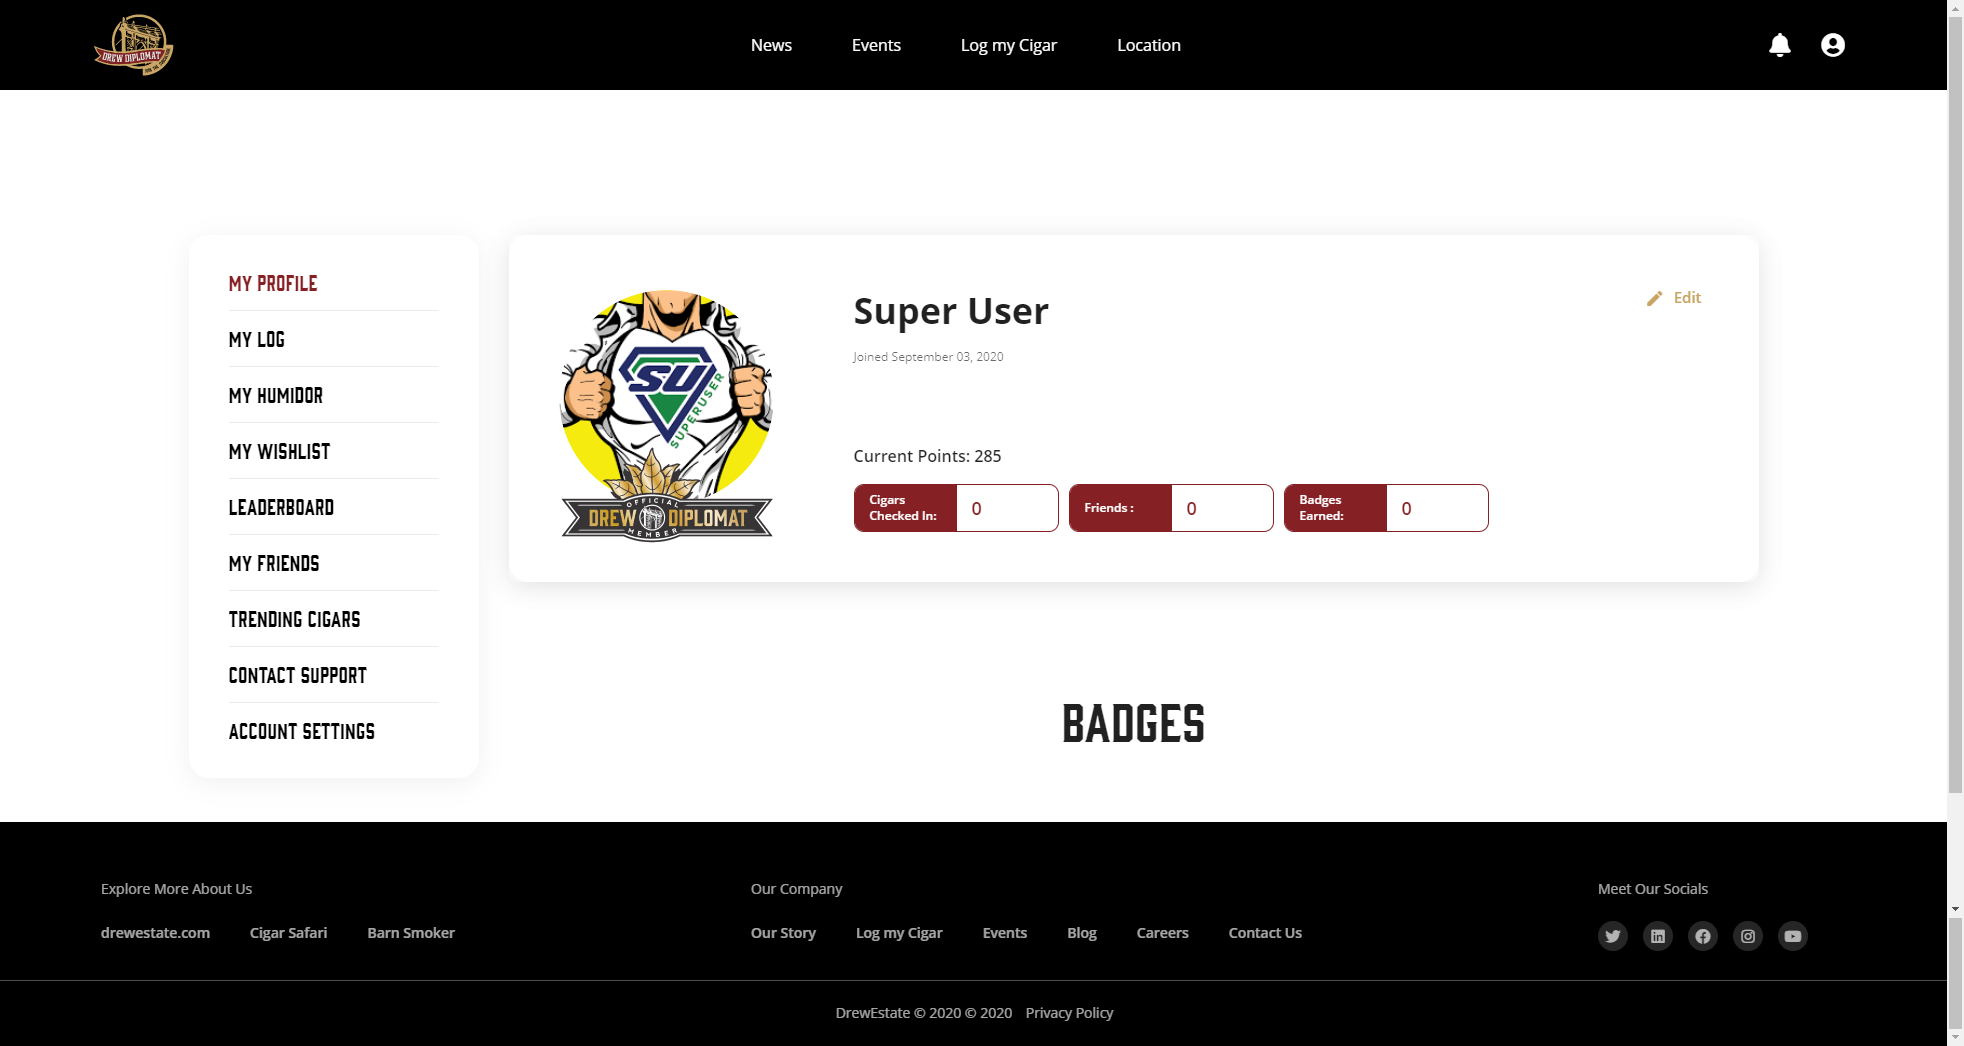 DREW DIPLOMAT
News
Events
Log my Cigar
Location
MY PROFILE
MY LOG
MY HUMIDOR
MY WISHLIST
LEADERBOARD
MY FRIENDS
TRENDING CIGARS
CONTACT SUPPORT
ACCOUNT SETTINGS
SU
SUPERUSER
OFFICIAL
DREW DIPLOMAT
MEMBER
Super User
Joined September 03, 2020
Edit
Current Points: 285
Cigars
Checked In:
0
Friends :
0
Badges
Earned:
0
BADGES
Explore More About Us
drewestate.com
Cigar Safari
Barn Smoker
Our Company
Our Story
Log my Cigar
Events
Blog
Careers
Contact Us
Meet Our Socials
DrewEstate © 2020 © 2020
Privacy Policy